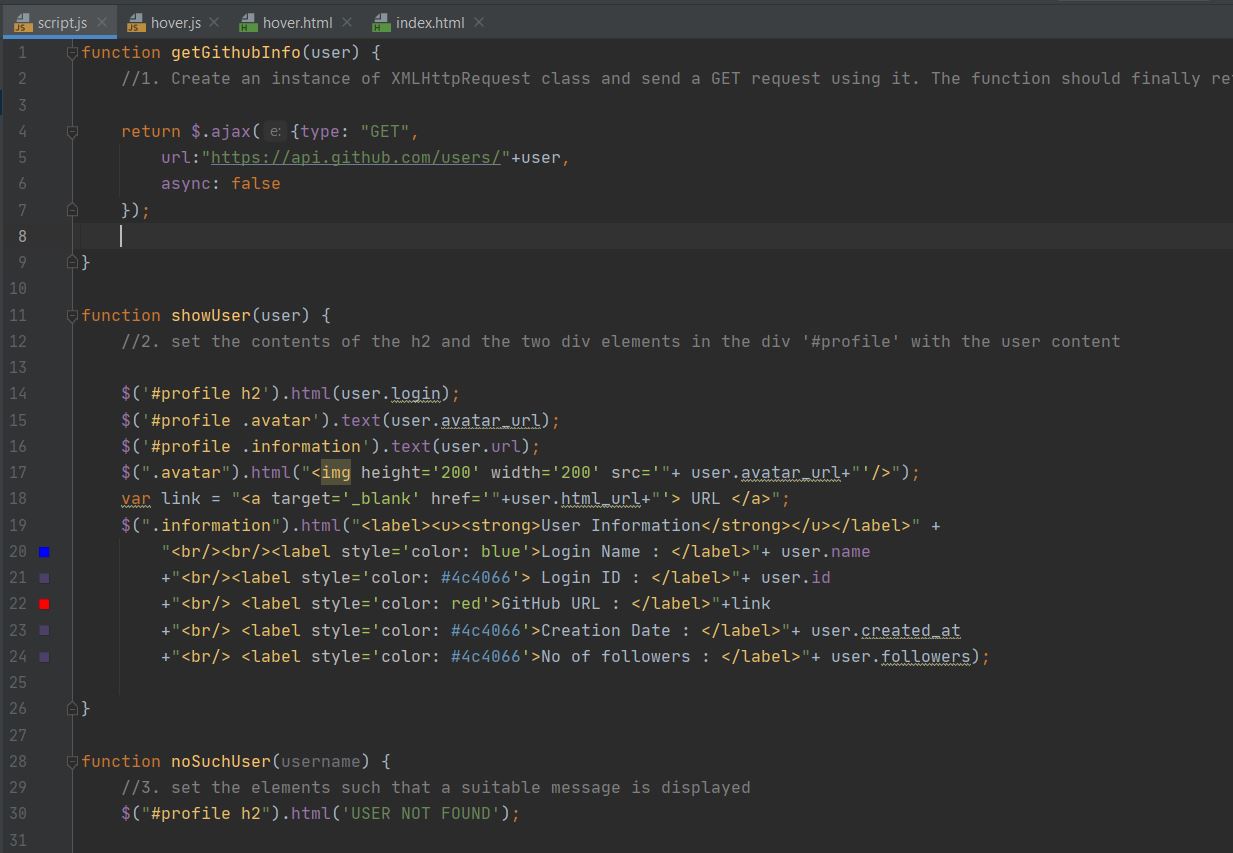 script.js hover.js hover.html index.html
1 function getGithubInfo(user) {
2 //1. Create an instance of XMLHttpRequest class and send a GET request using it. The function should finally re
3
4 return $.ajax( e: {type: "GET",
5 url:"https://api.github.com/users/"+user,
6 async: false
7 });
8
9 }
10
11 function showUser(user) {
12 //2. set the contents of the h2 and the two div elements in the div '#profile' with the user content
13
14 $('#profile h2').html(user.login);
15 $('#profile .avatar').text(user.avatar_url);
16 $('#profile .information').text(user.url);
17 $(".avatar").html("<img height='200' width='200' src='"+ user.avatar_url+"'/>");
18 var link = "<a target='_blank' href='"+user.html_url+"'> URL </a>";
19 $(".information").html("<label><u><strong>User Information</strong></u></label>" +
20 "<br/><br/><label style='color: blue'>Login Name : </label>"+ user.name
21 +"<br/><label style='color: #4c4066'> Login ID : </label>"+ user.id
22 +"<br/> <label style='color: red'>GitHub URL : </label>"+link
23 +"<br/> <label style='color: #4c4066'>Creation Date : </label>"+ user.created_at
24 +"<br/> <label style='color: #4c4066'>No of followers : </label>"+ user.followers);
25
26 }
27
28 function noSuchUser(username) {
29 //3. set the elements such that a suitable message is displayed
30 $("#profile h2").html('USER NOT FOUND');
31